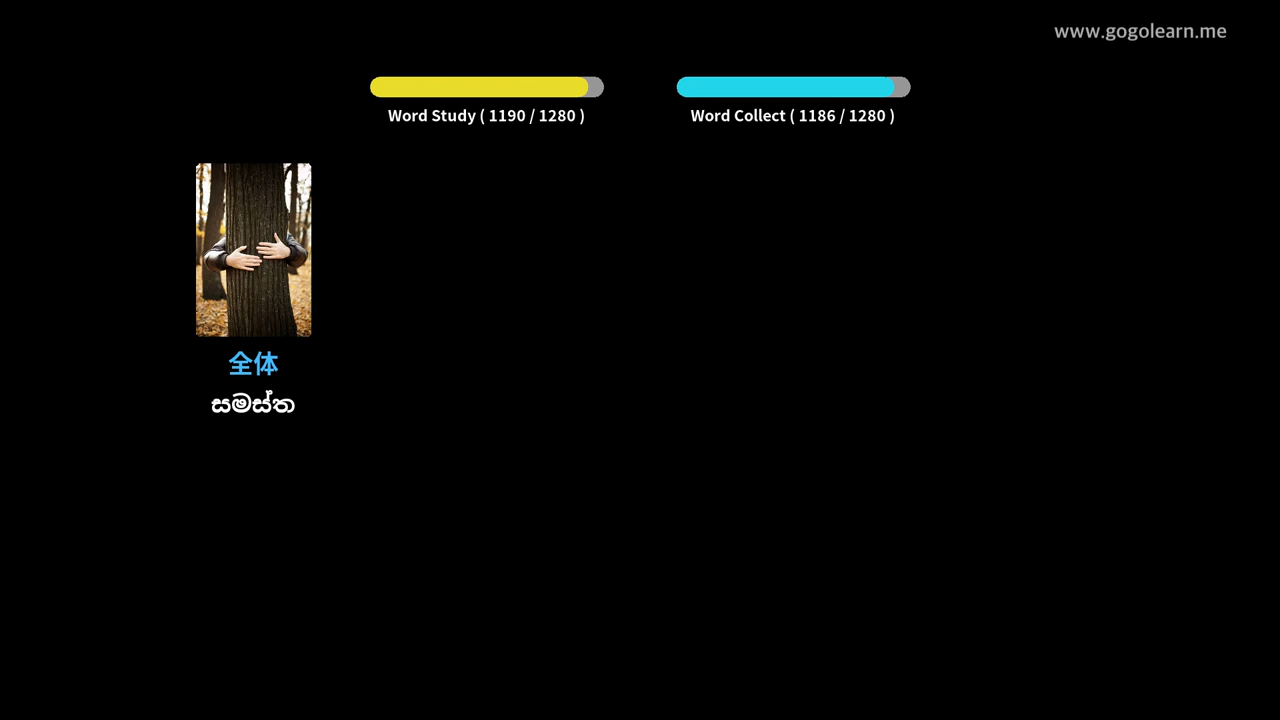 www.gogolearn.me
Word Study ( 1190 / 1280 )
Word Collect ( 1186 / 1280 )
全体
සමස්ත